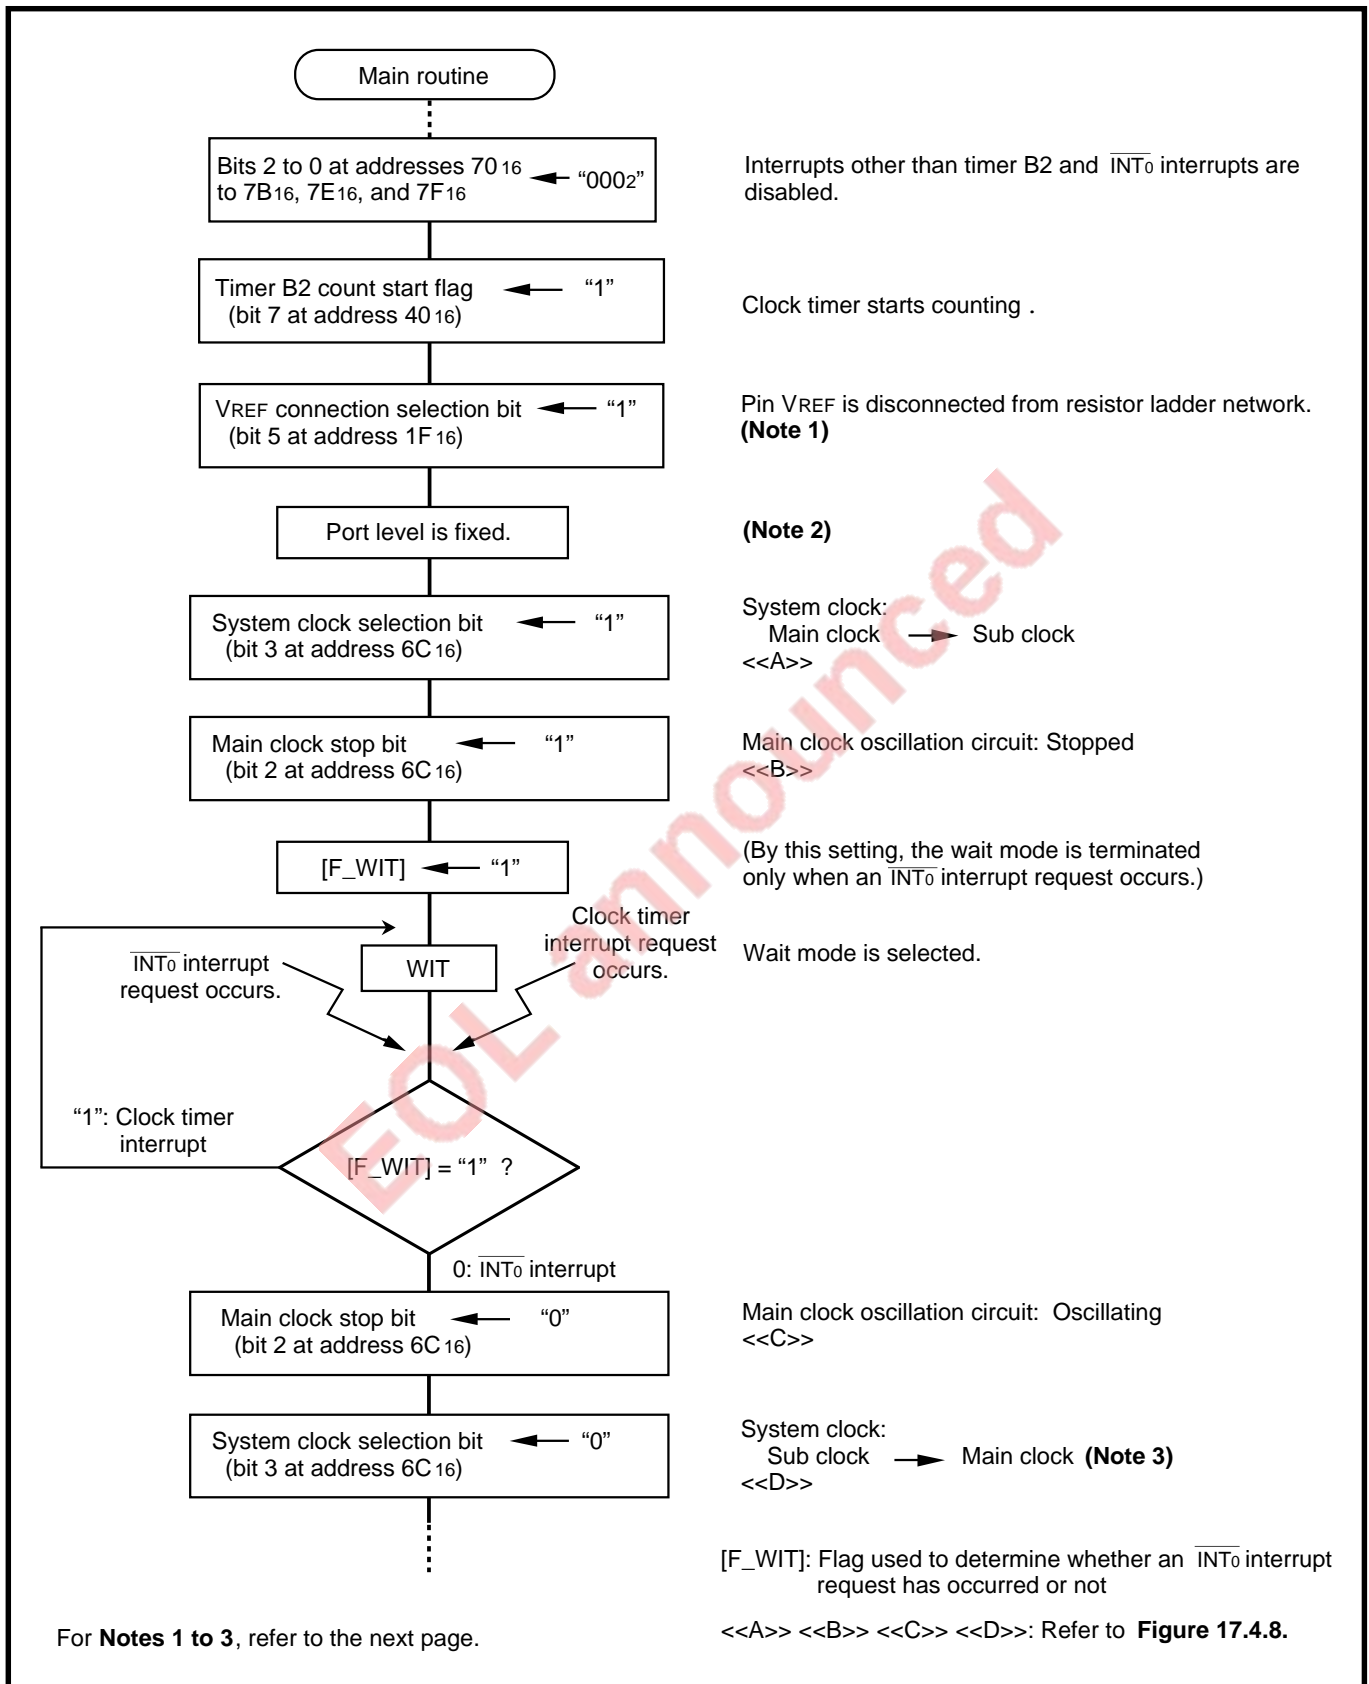 Main routine
Bits 2 to 0 at addresses 7016
to 7B16, 7E16, and 7F16
“0002”
Interrupts other than timer B2 and INT0 interrupts are
disabled.
Timer B2 count start flag
(bit 7 at address 4016)
“1”
Clock timer starts counting .
VREF connection selection bit
(bit 5 at address 1F16)
“1”
Pin VREF is disconnected from resistor ladder network.
(Note 1)
Port level is fixed.
(Note 2)
System clock selection bit
(bit 3 at address 6C16)
“1”
System clock:
Main clock → Sub clock
<<A>>
Main clock stop bit
(bit 2 at address 6C16)
“1”
Main clock oscillation circuit: Stopped
<<B>>
[F_WIT] ← “1”
(By this setting, the wait mode is terminated
only when an INT0 interrupt request occurs.)
INT0 interrupt
request occurs.
WIT
Clock timer
interrupt request
occurs.
Wait mode is selected.
“1”: Clock timer
interrupt
[F_WIT] = “1” ?
0: INT0 interrupt
Main clock stop bit
(bit 2 at address 6C16)
“0”
Main clock oscillation circuit: Oscillating
<<C>>
System clock selection bit
(bit 3 at address 6C16)
“0”
System clock:
Sub clock → Main clock (Note 3)
<<D>>
[F_WIT]: Flag used to determine whether an INT0 interrupt
request has occurred or not
For Notes 1 to 3, refer to the next page.
<<A>> <<B>> <<C>> <<D>>: Refer to Figure 17.4.8.
EOL announced